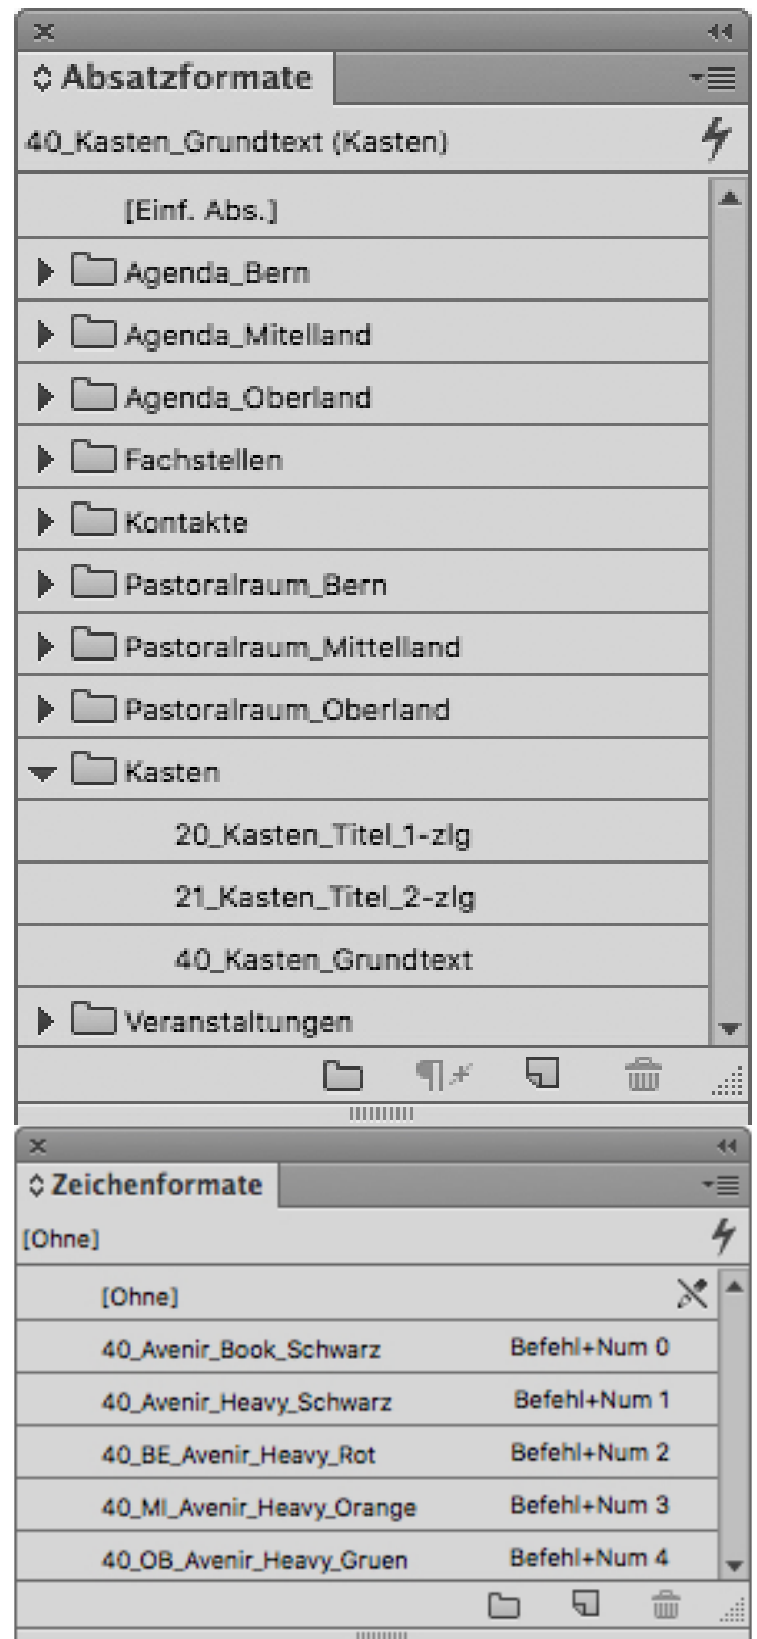 Absatzformate
40_Kasten_Grundtext (Kasten)
[Einf. Abs.]
Agenda_Bern
Agenda_Mitelland
Agenda_Oberland
Fachstellen
Kontakte
Pastoralraum_Bern
Pastoralraum_Mittelland
Pastoralraum_Oberland
Kasten
20_Kasten_Titel_1-zlg
21_Kasten_Titel_2-zlg
40_Kasten_Grundtext
Veranstaltungen
Zeichenformate
[Ohne]
[Ohne]
40_Avenir_Book_Schwarz Befehl+Num 0
40_Avenir_Heavy_Schwarz Befehl+Num 1
40_BE_Avenir_Heavy_Rot Befehl+Num 2
40_MI_Avenir_Heavy_Orange Befehl+Num 3
40_OB_Avenir_Heavy_Gruen Befehl+Num 4